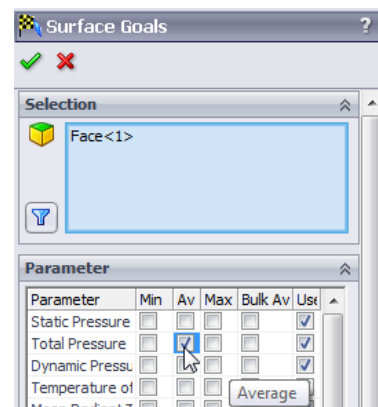 Surface Goals ?
Selection
Face<1>
Parameter
Parameter Min Av Max Bulk Av Use
Static Pressure
Total Pressure
Dynamic Pressu
Temperature of
Average